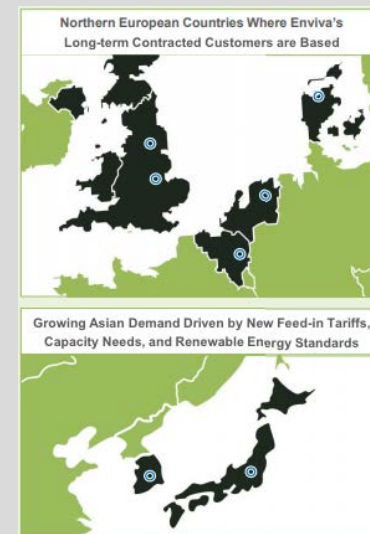 Northern European Countries Where Enviva's
Long-term Contracted Customers are Based
Growing Asian Demand Driven by New Feed-in Tariffs,
Capacity Needs, and Renewable Energy Standards